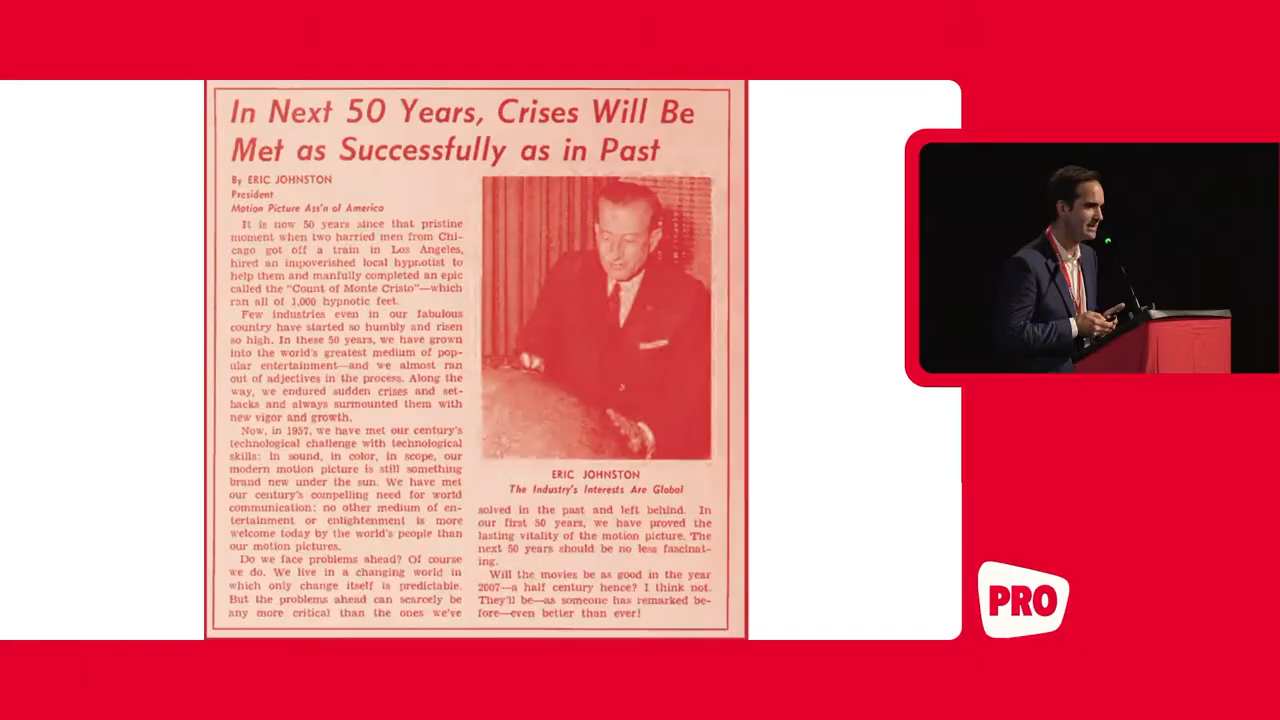 In Next 50 Years, Crises Will Be
Met as Successfully as in Past
By ERIC JOHNSTON
President
Motion Picture Ass'n of America
It is now 50 years since that pristine
moment when two harried men from Chi-
cago got off a train in Los Angeles,
hired an impoverished local hypnotist to
help them and manfully completed an epic
called the "Count of Monte Cristo"—which
ran all of 1,000 hypnotic feet.
Few industries even in our fabulous
country have started so humbly and risen
so high. In these 50 years, we have grown
into the world's greatest medium of pop-
ular entertainment—and we almost ran
out of adjectives in the process. Along the
way, we endured sudden crises and set-
backs and always surmounted them with
new vigor and growth.
Now, in 1957, we have met our century's
technological challenge with technological
skills: in sound, in color, in scope, our
modern motion picture is still something
brand new under the sun. We have met
our century's compelling need for world
communication: no other medium of en-
tertainment or enlightenment is more
welcome today by the world's people than
our motion pictures.
Do we face problems ahead? Of course
we do. We live in a changing world in
which only change itself is predictable.
But the problems ahead can scarcely be
any more critical than the ones we've
ERIC JOHNSTON
The Industry's Interests Are Global
solved in the past and left behind. In
our first 50 years, we have proved the
lasting vitality of the motion picture. The
next 50 years should be no less fascinat-
ing.
Will the movies be as good in the year
2007—a half century hence? I think not.
They'll be—as someone has remarked be-
fore—even better than ever!
PRO